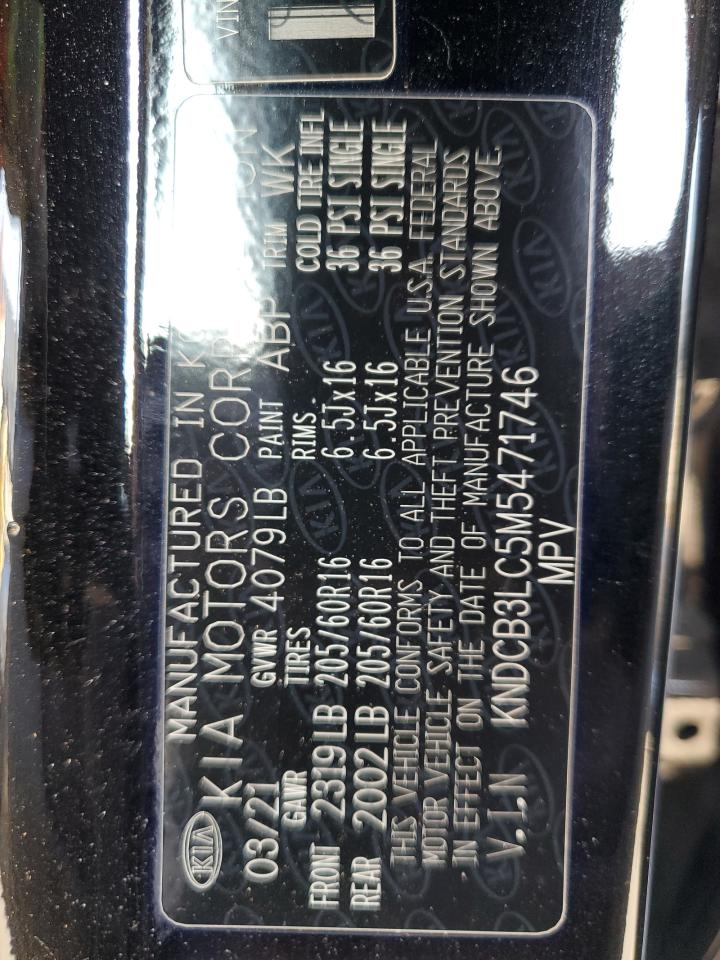 VIN
MANUFACTURED IN K
KIA KIA MOTORS CORP ION
03/21 GVWR 4079LB PAINT ABP TRIM WK
GAWR TIRES RIMS. COLD TIRE INFL
FRONT 2319LB 205/60R16 6.5Jx16 36 PSI SINGLE
REAR 2002LB 205/60R16 6.5Jx16 36 PSI SINGLE
THIS VEHICLE CONFORMS TO ALL APPLICABLE U.S.A. FEDERAL
MOTOR VEHICLE SAFETY AND THEFT PREVENTION STANDARDS
IN EFFECT ON THE DATE OF MANUFACTURE SHOWN ABOVE.
V.I.N KNDCB3LC5M5471746
MPV